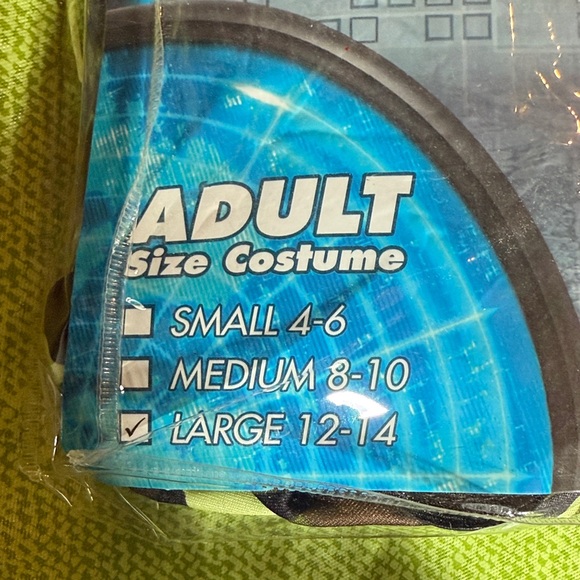 ADULT
Size Costume
SMALL 4-6
MEDIUM 8-10
LARGE 12-14